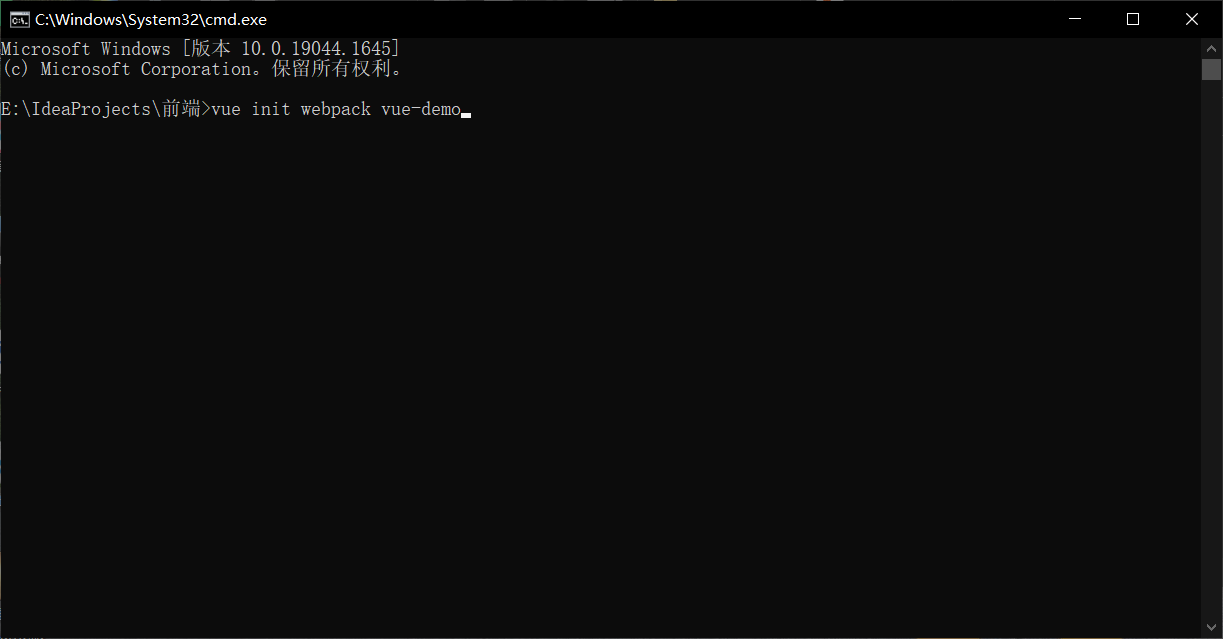 C:\Windows\System32\cmd.exe
Microsoft Windows [版本 10.0.19044.1645]
(c) Microsoft Corporation。保留所有权利。
E:\IdeaProjects\前端>vue init webpack vue-demo